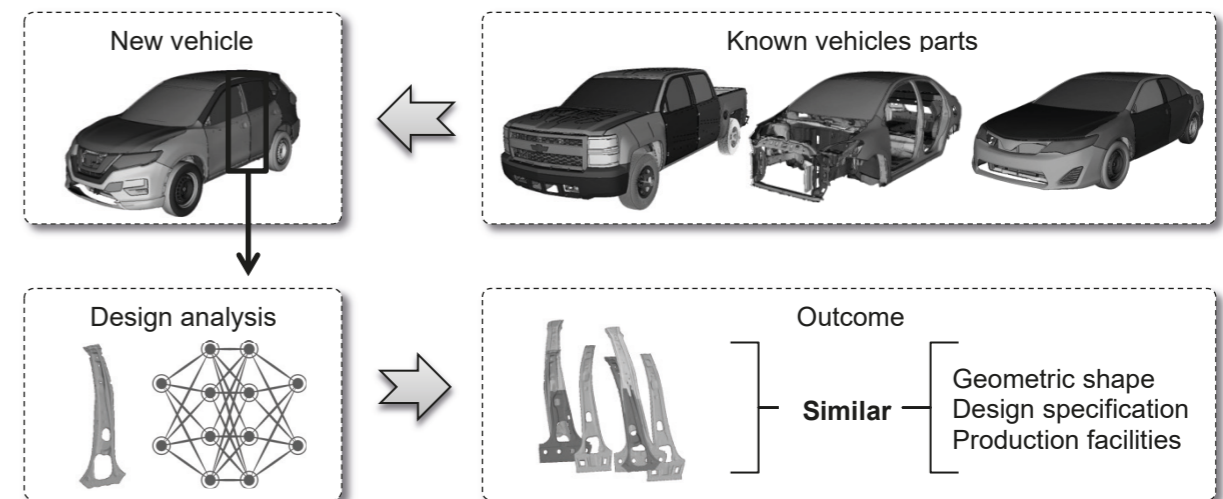 New vehicle
Known vehicles parts
Design analysis
Outcome
Similar
Geometric shape
Design specification
Production facilities